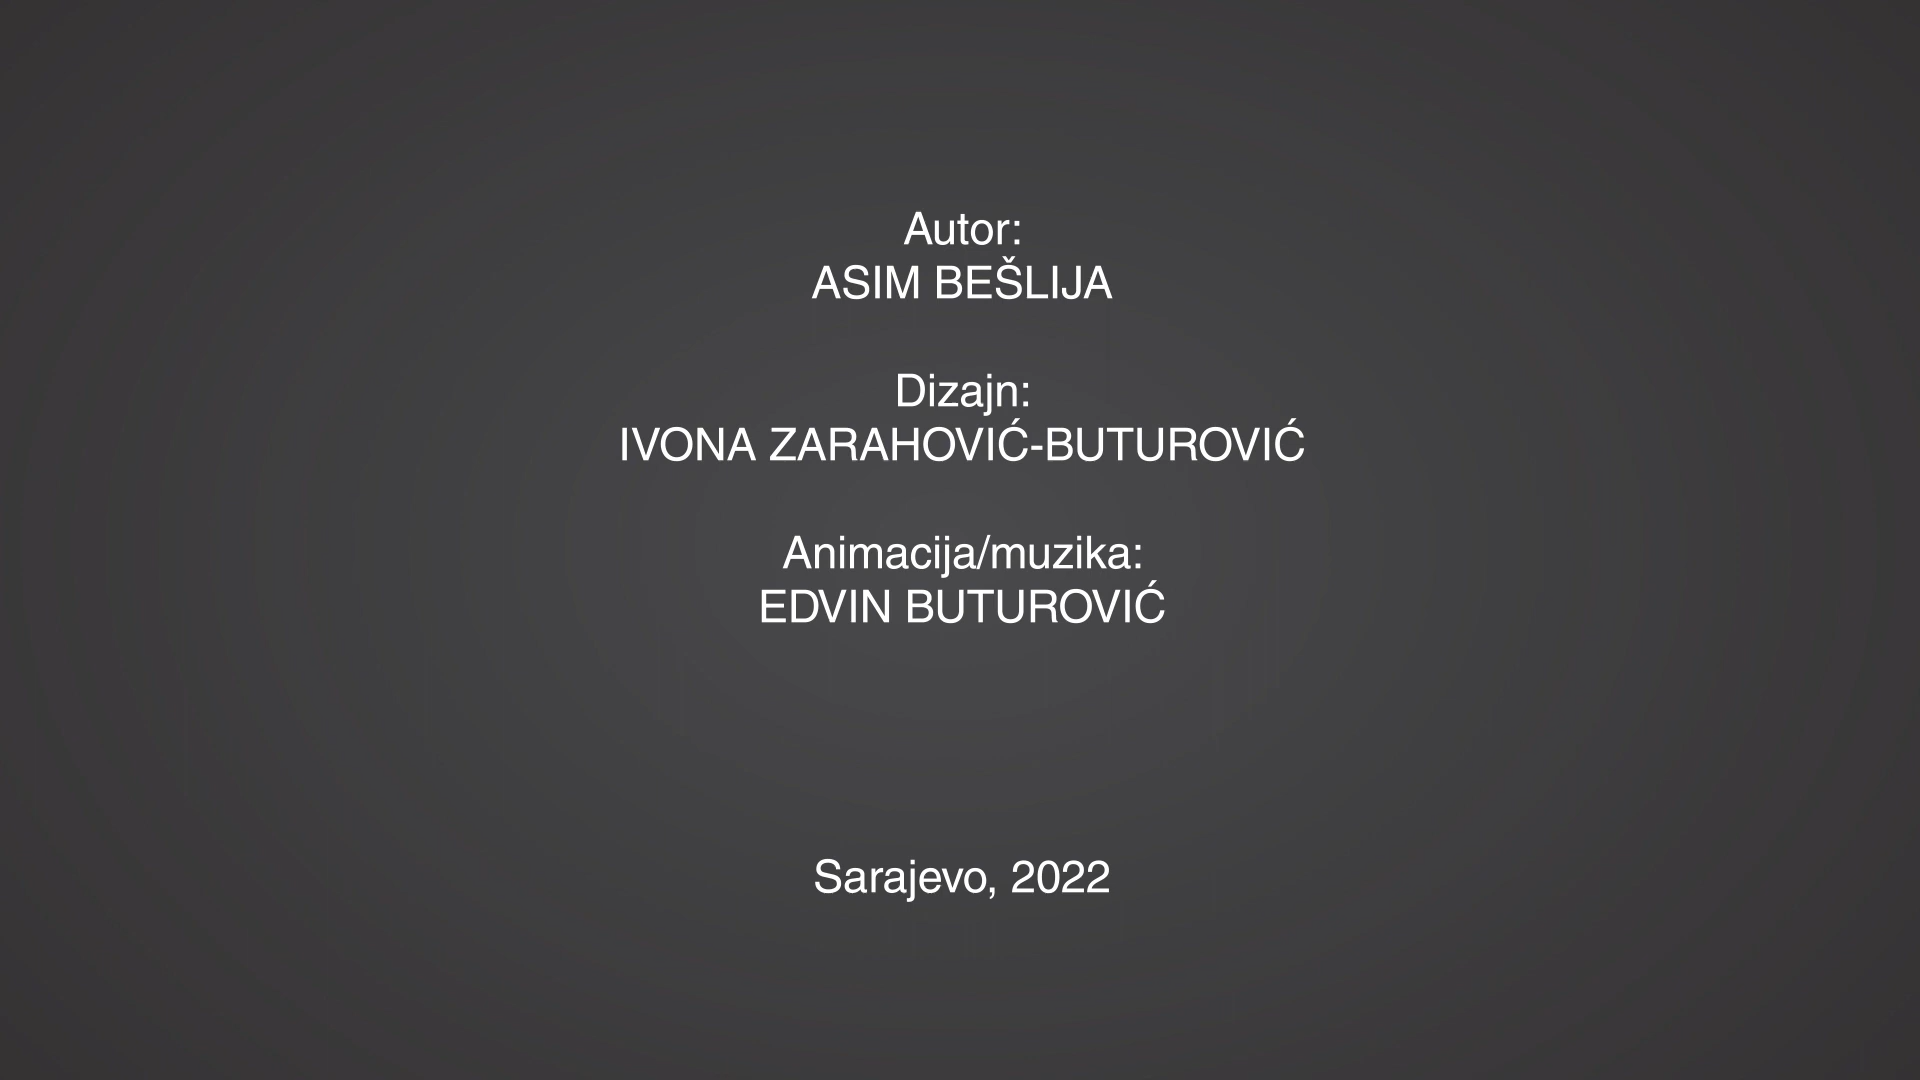 Autor:
ASIM BEŠLIJA
Dizajn:
IVONA ZARAHOVIĆ-BUTUROVIĆ
Animacija/muzika:
EDVIN BUTUROVIĆ
Sarajevo, 2022